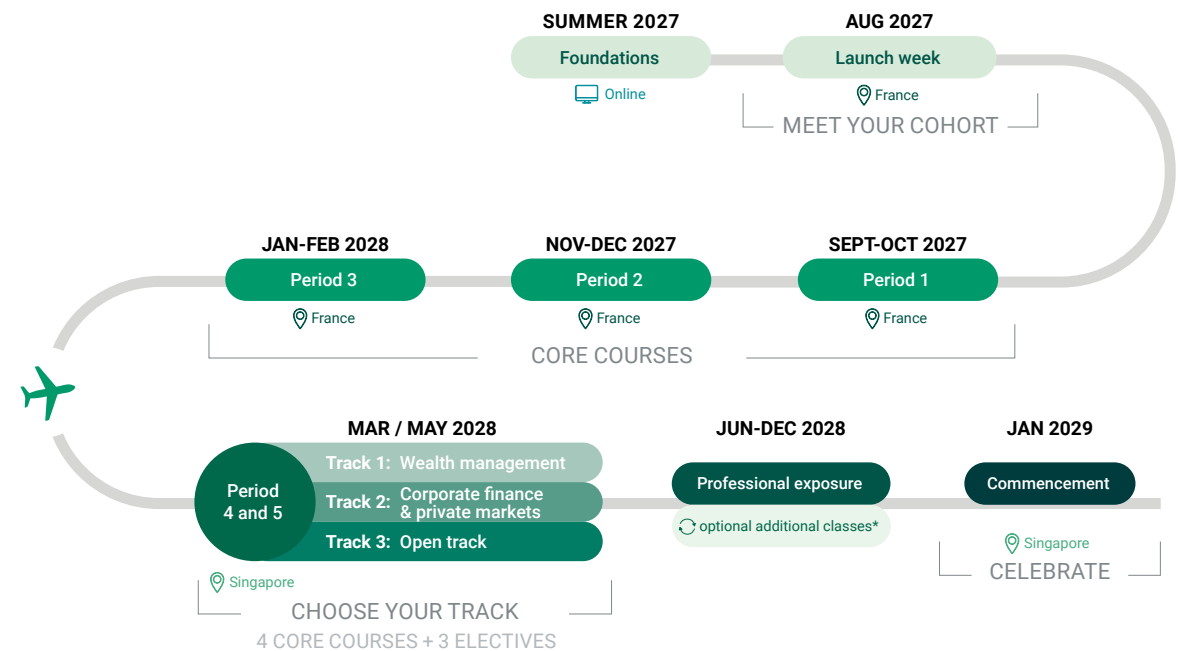 SUMMER 2027
Foundations
Online
AUG 2027
Launch week
France
MEET YOUR COHORT
SEPT-OCT 2027
Period 1
France
NOV-DEC 2027
Period 2
France
JAN-FEB 2028
Period 3
France
CORE COURSES
MAR / MAY 2028
Period
4 and 5
Track 1: Wealth management
Track 2: Corporate finance
& private markets
Track 3: Open track
Singapore
CHOOSE YOUR TRACK
4 CORE COURSES + 3 ELECTIVES
JUN-DEC 2028
Professional exposure
optional additional classes*
JAN 2029
Commencement
Singapore
CELEBRATE